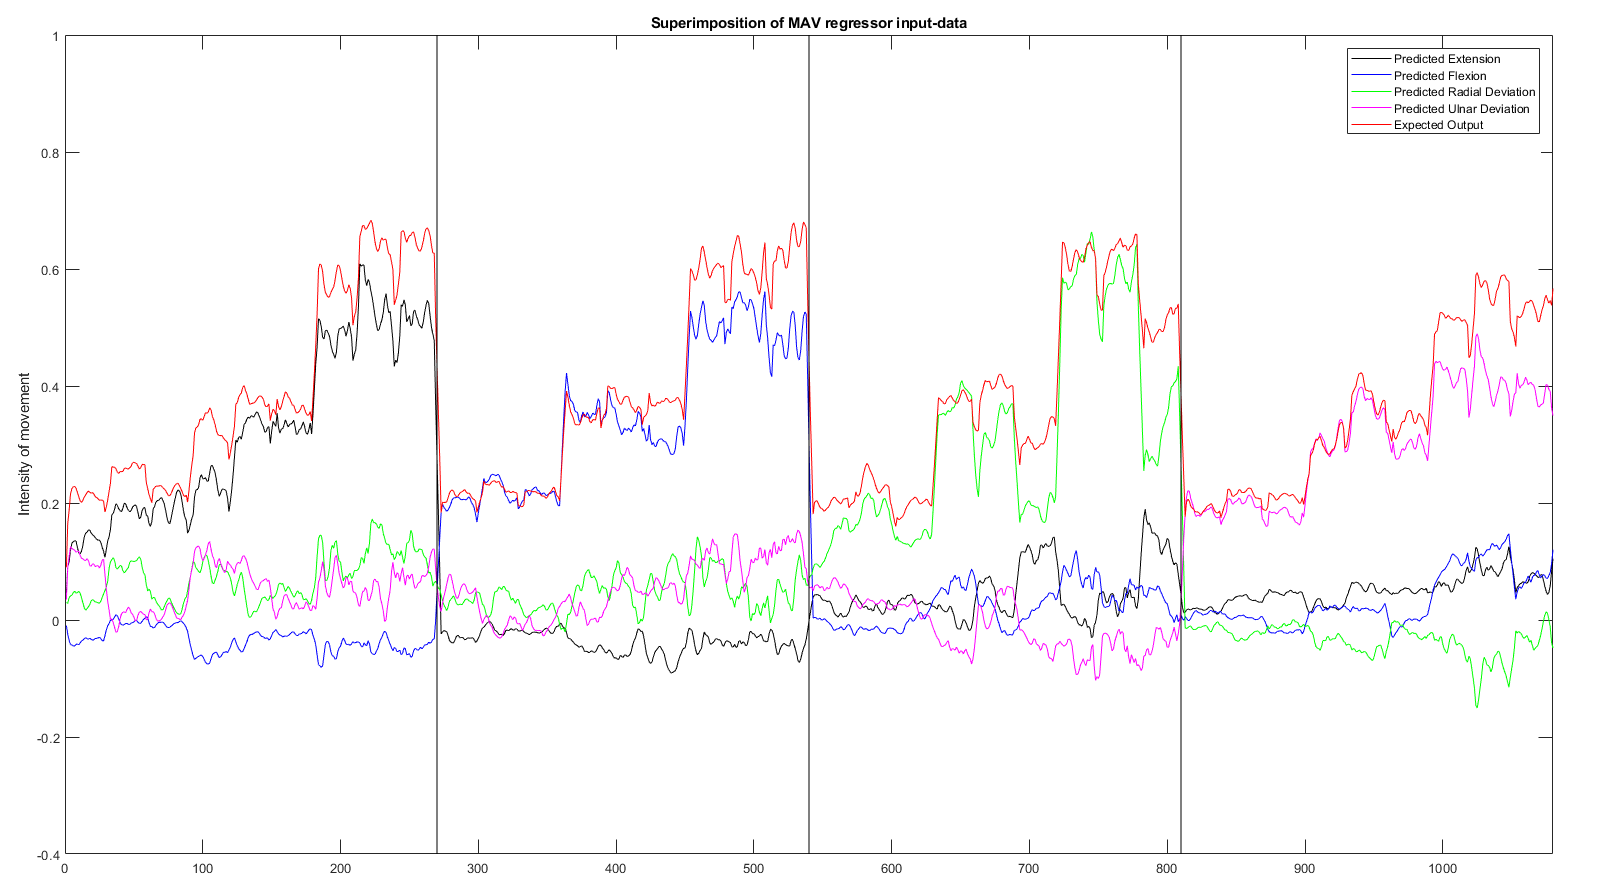 Superimposition of MAV regressor input-data
1
0.8
0.6
0.4
0.2
0
-0.2
-0.4
Intensity of movement
Predicted Extension
Predicted Flexion
Predicted Radial Deviation
Predicted Ulnar Deviation
Expected Output
0 100 200 300 400 500 600 700 800 900 1000